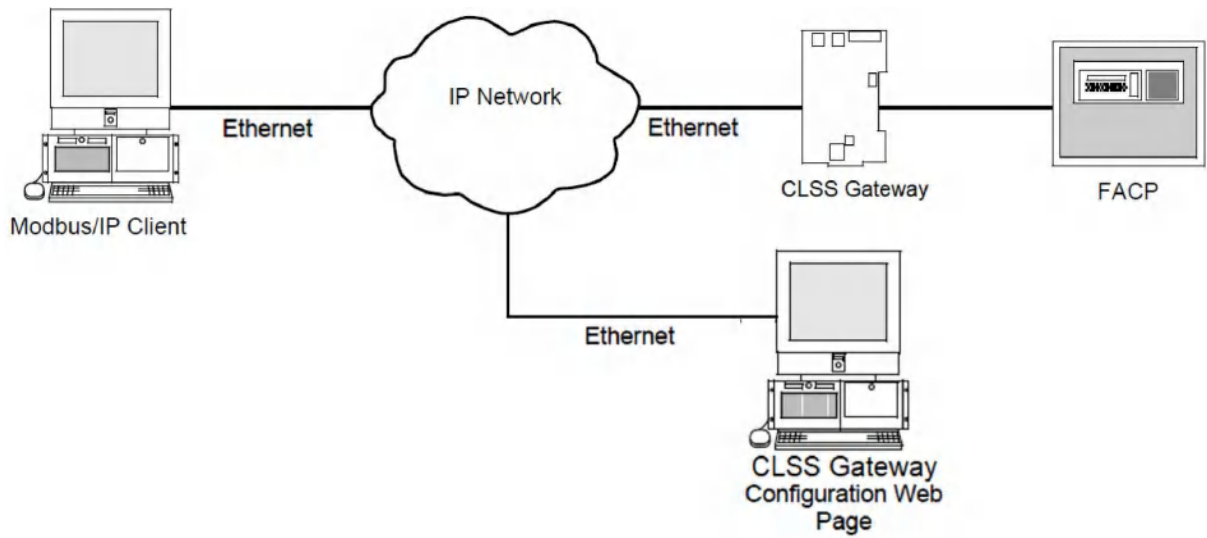 IP Network
Ethernet
Ethernet
Modbus/IP Client
CLSS Gateway
FACP
Ethernet
CLSS Gateway
Configuration Web
Page